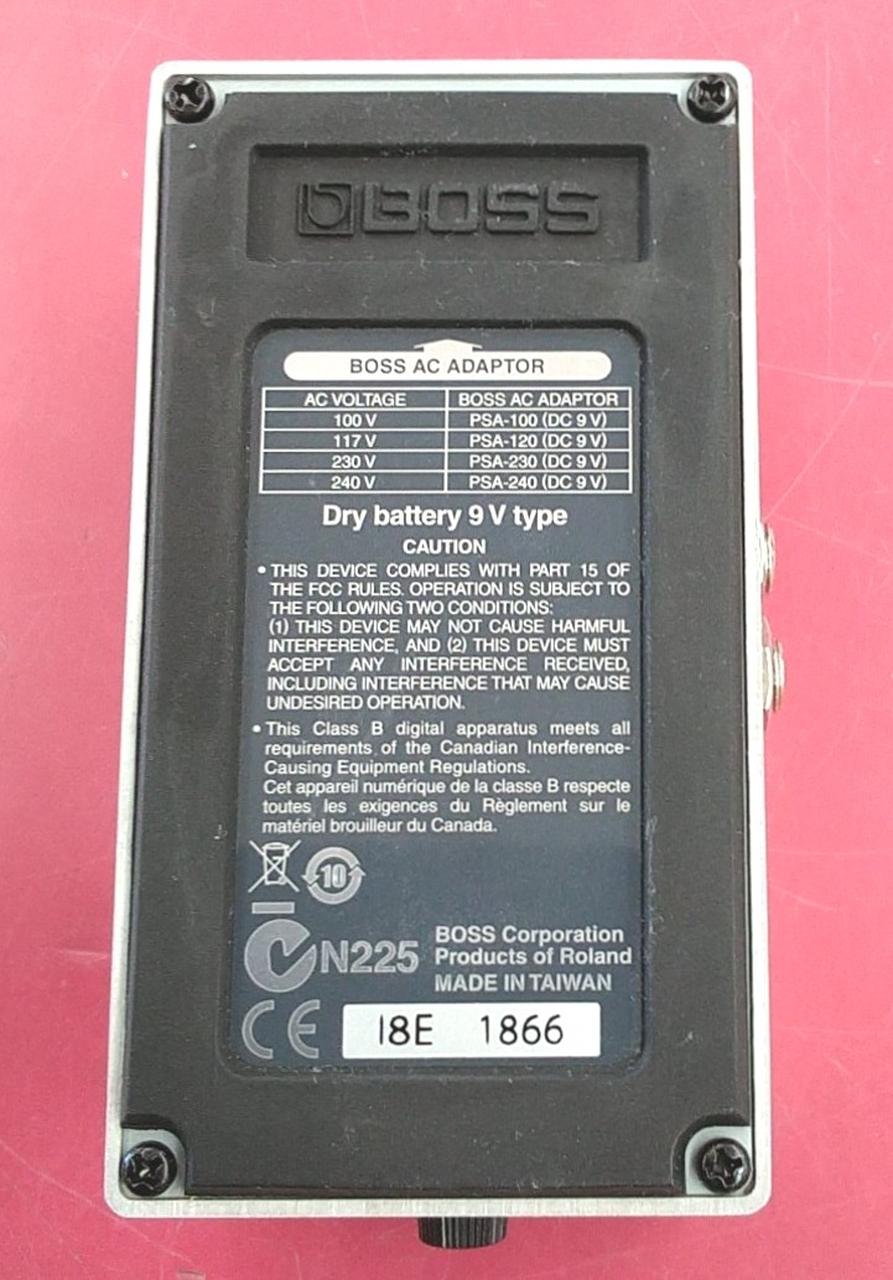 BOSS
BOSS AC ADAPTOR
AC VOLTAGE BOSS AC ADAPTOR
100 V PSA-100 (DC 9 V)
117 V PSA-120 (DC 9 V)
230 V PSA-230 (DC 9 V)
240 V PSA-240 (DC 9 V)
Dry battery 9 V type
CAUTION
• THIS DEVICE COMPLIES WITH PART 15 OF
THE FCC RULES. OPERATION IS SUBJECT TO
THE FOLLOWING TWO CONDITIONS:
(1) THIS DEVICE MAY NOT CAUSE HARMFUL
INTERFERENCE, AND (2) THIS DEVICE MUST
ACCEPT ANY INTERFERENCE RECEIVED,
INCLUDING INTERFERENCE THAT MAY CAUSE
UNDESIRED OPERATION.
• This Class B digital apparatus meets all
requirements of the Canadian Interference-
Causing Equipment Regulations.
Cet appareil numérique de la classe B respecte
toutes les exigences du Règlement sur le
matériel brouilleur du Canada.
10
N225
BOSS Corporation
Products of Roland
MADE IN TAIWAN
CE
I8E 1866